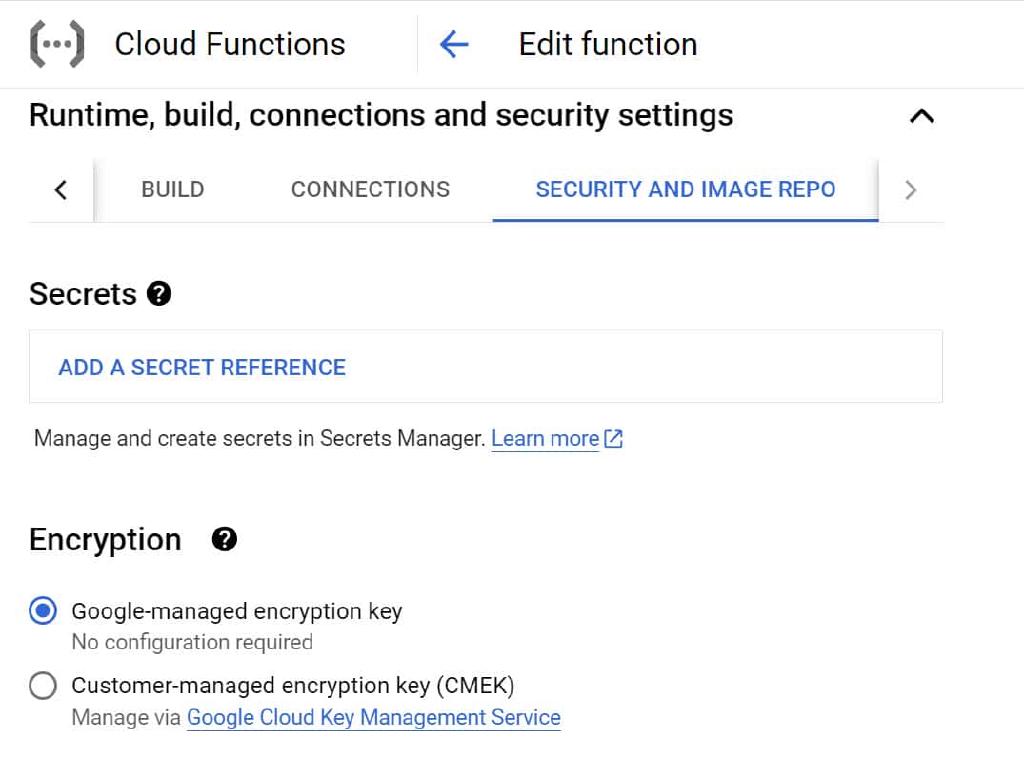 Cloud Functions
Edit function
Runtime, build, connections and security settings
BUILD
CONNECTIONS
SECURITY AND IMAGE REPO
Secrets
ADD A SECRET REFERENCE
Manage and create secrets in Secrets Manager. Learn more
Encryption
Google-managed encryption key
No configuration required
Customer-managed encryption key (CMEK)
Manage via Google Cloud Key Management Service